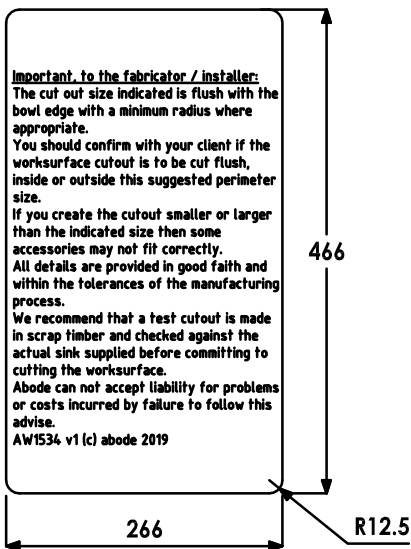 Important, to the fabricator / installer:
The cut out size indicated is flush with the
bowl edge with a minimum radius where
appropriate.
You should confirm with your client if the
worksurface cutout is to be cut flush,
inside or outside this suggested perimeter
size.
If you create the cutout smaller or larger
than the indicated size then some
accessories may not fit correctly.
All details are provided in good faith and
within the tolerances of the manufacturing
process.
We recommend that a test cutout is made
in scrap timber and checked against the
actual sink supplied before committing to
cutting the worksurface.
Abode can not accept liability for problems
or costs incurred by failure to follow this
advise.
AW1534 v1 (c) abode 2019
466
266
R12.5